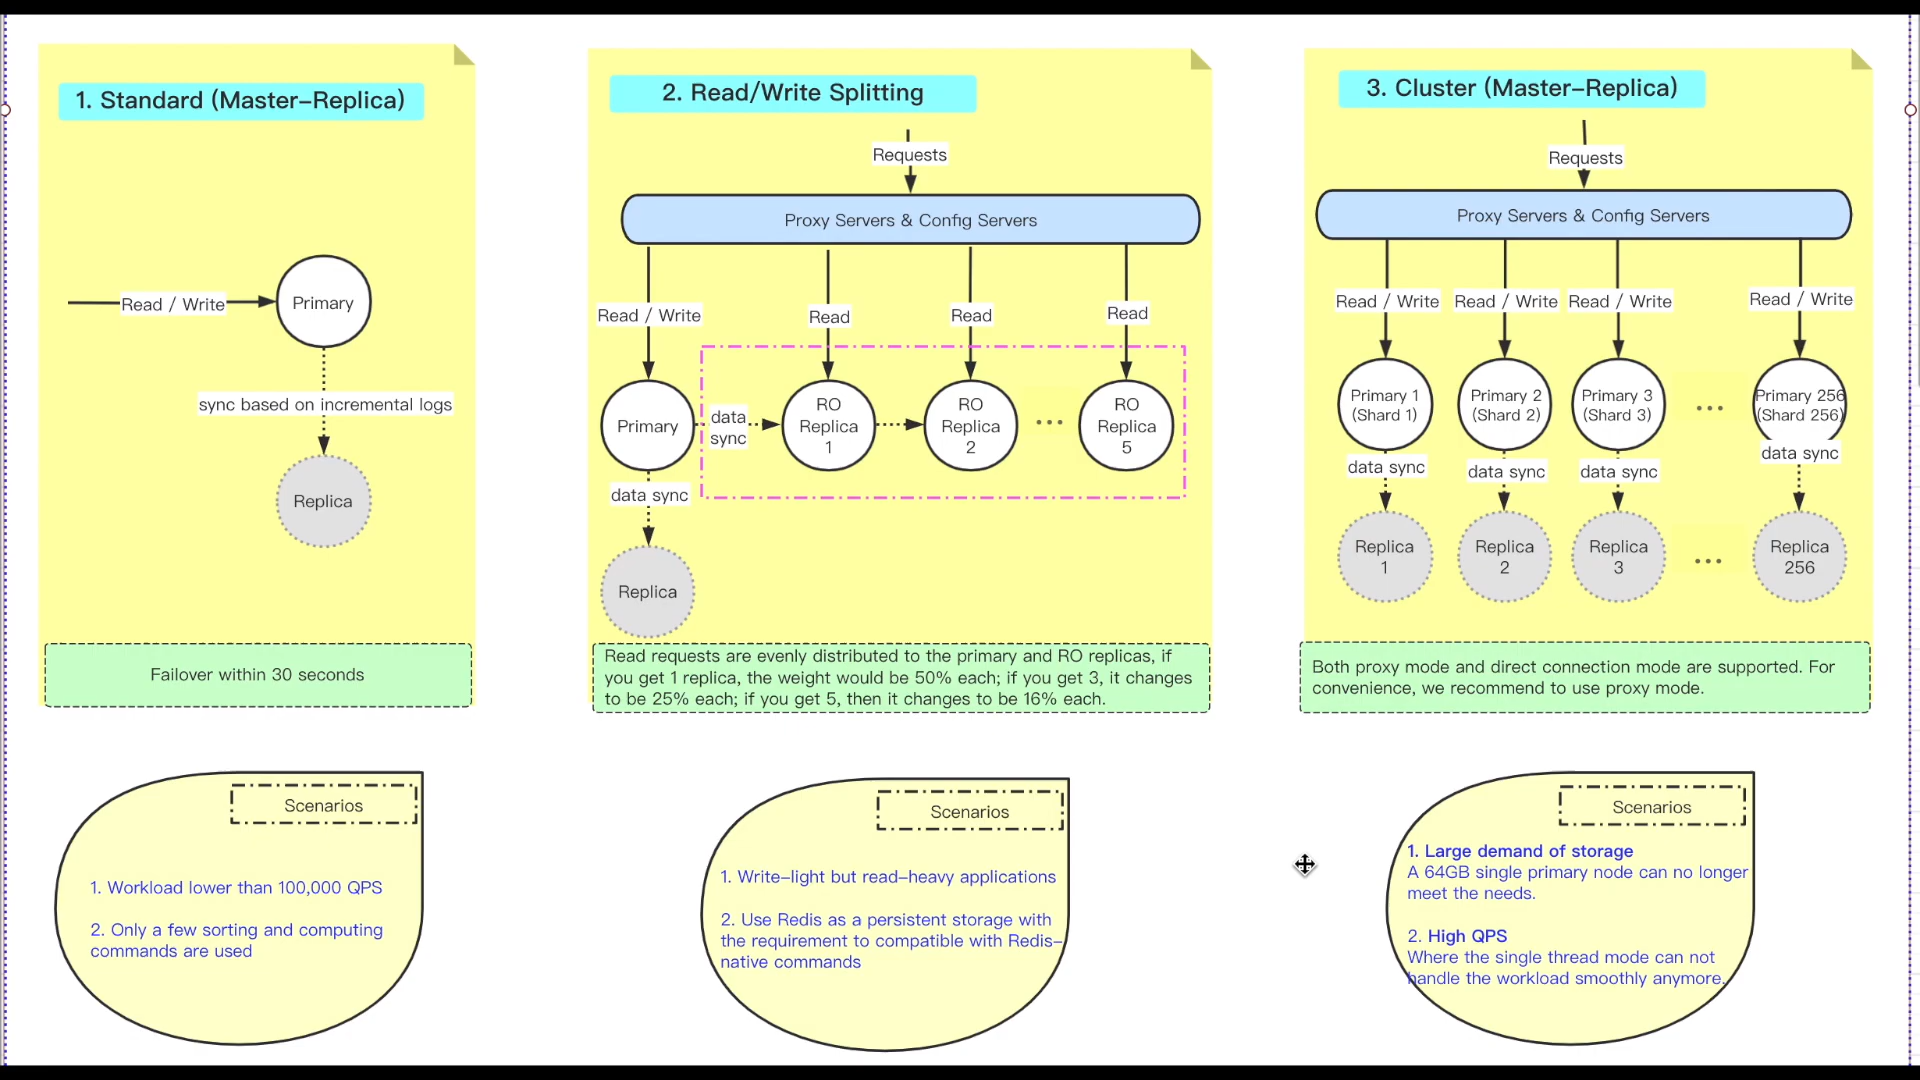 1. Standard (Master-Replica)
Read / Write
Primary
sync based on incremental logs
Replica
Failover within 30 seconds
2. Read/Write Splitting
Requests
Proxy Servers & Config Servers
Read / Write
Read
Read
Read
Primary
data
sync
RO
Replica
1
RO
Replica
2
...
RO
Replica
5
data sync
Replica
Read requests are evenly distributed to the primary and RO replicas, if
you get 1 replica, the weight would be 50% each; if you get 3, it changes
to be 25% each; if you get 5, then it changes to be 16% each.
3. Cluster (Master-Replica)
Requests
Proxy Servers & Config Servers
Read / Write
Read / Write
Read / Write
Read / Write
Primary 1
(Shard 1)
Primary 2
(Shard 2)
Primary 3
(Shard 3)
...
Primary 256
(Shard 256)
data sync
data sync
data sync
data sync
Replica
1
Replica
2
Replica
3
...
Replica
256
Both proxy mode and direct connection mode are supported. For
convenience, we recommend to use proxy mode.
Scenarios
1. Workload lower than 100,000 QPS
2. Only a few sorting and computing
commands are used
Scenarios
1. Write-light but read-heavy applications
2. Use Redis as a persistent storage with
the requirement to compatible with Redis-
native commands
Scenarios
1. Large demand of storage
A 64GB single primary node can no longer
meet the needs.
2. High QPS
Where the single thread mode can not
handle the workload smoothly anymore.